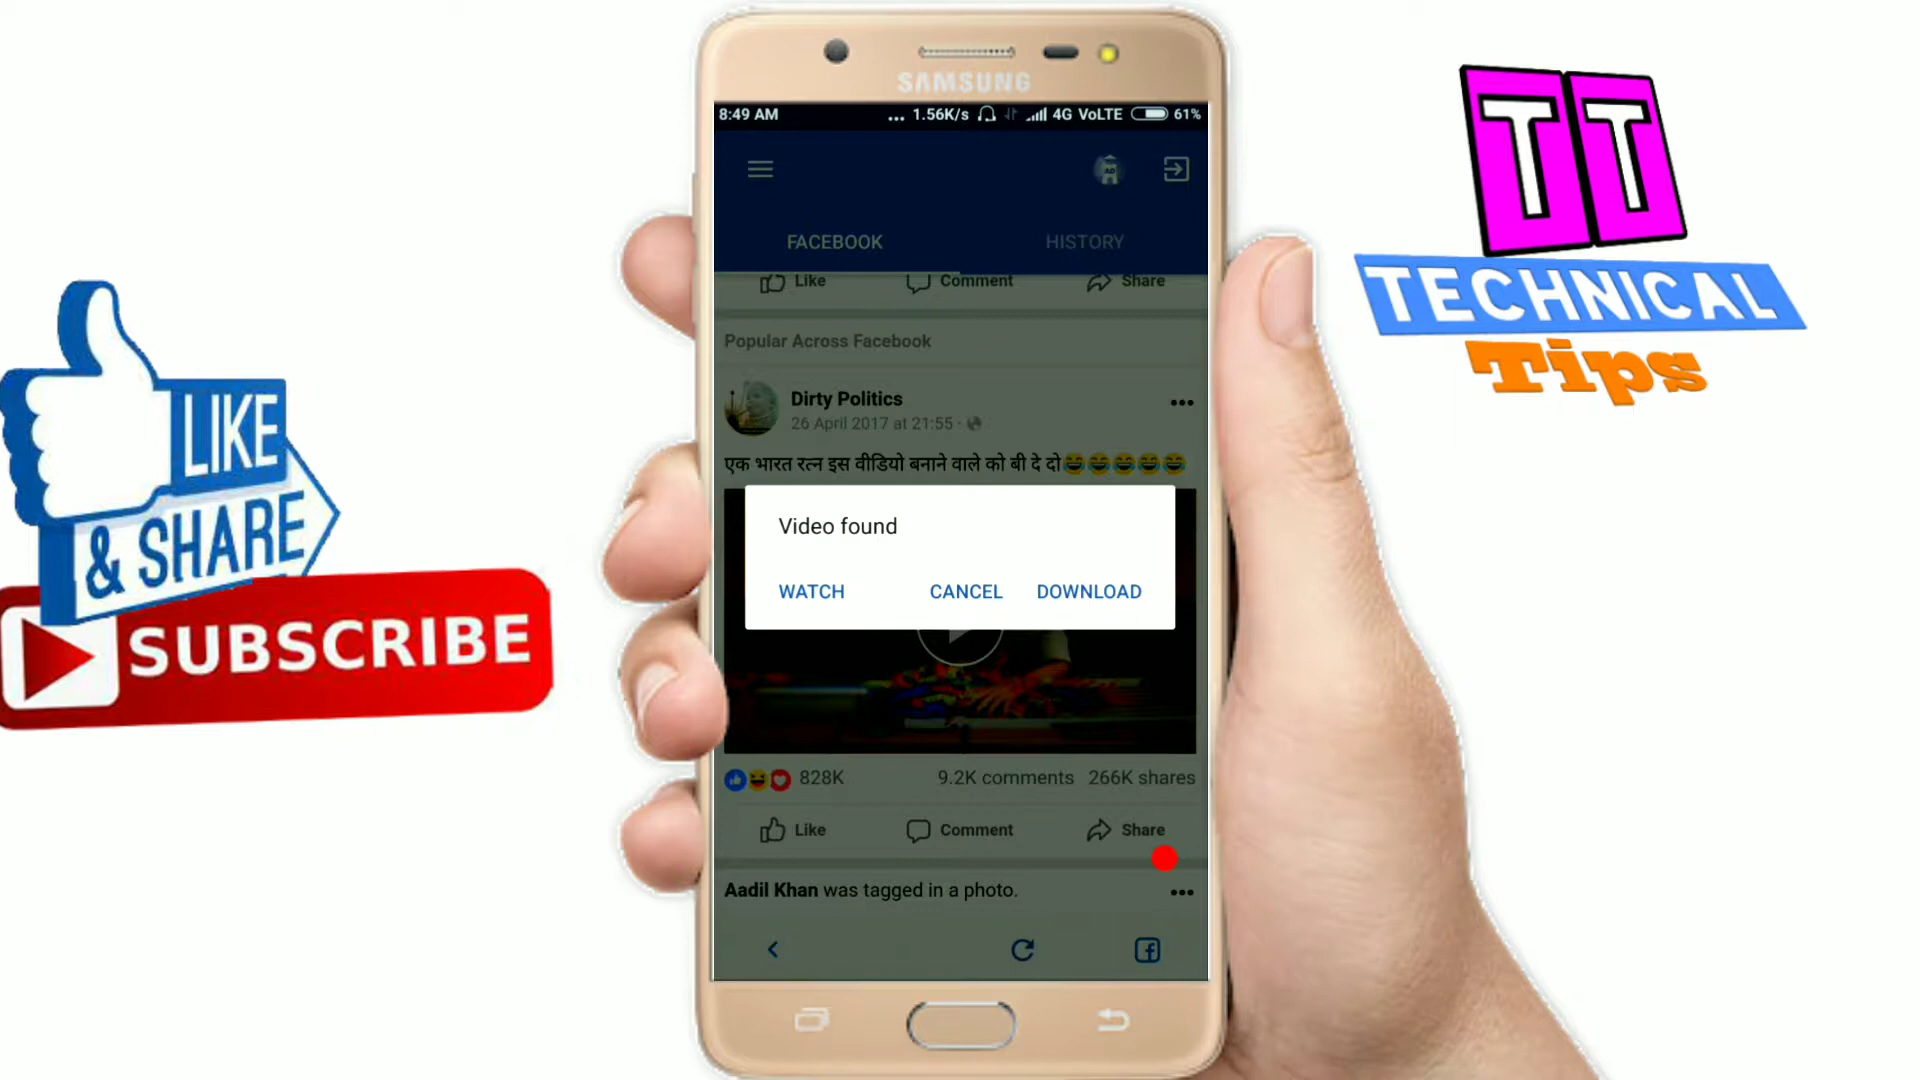 SAMSUNG
8:49 AM ... 1.56K/s 4G VoLTE 61%
AD
FACEBOOK HISTORY
Like Comment Share
Popular Across Facebook
Dirty Politics
26 April 2017 at 21:55 ·
एक भारत रत्न इस वीडियो बनाने वाले को बी दे दो😂😂😂😂😂
Video found
WATCH CANCEL DOWNLOAD
828K 9.2K comments 266K shares
Like Comment Share
Aadil Khan was tagged in a photo.
LIKE
& SHARE
SUBSCRIBE
TT
TECHNICAL
Tips